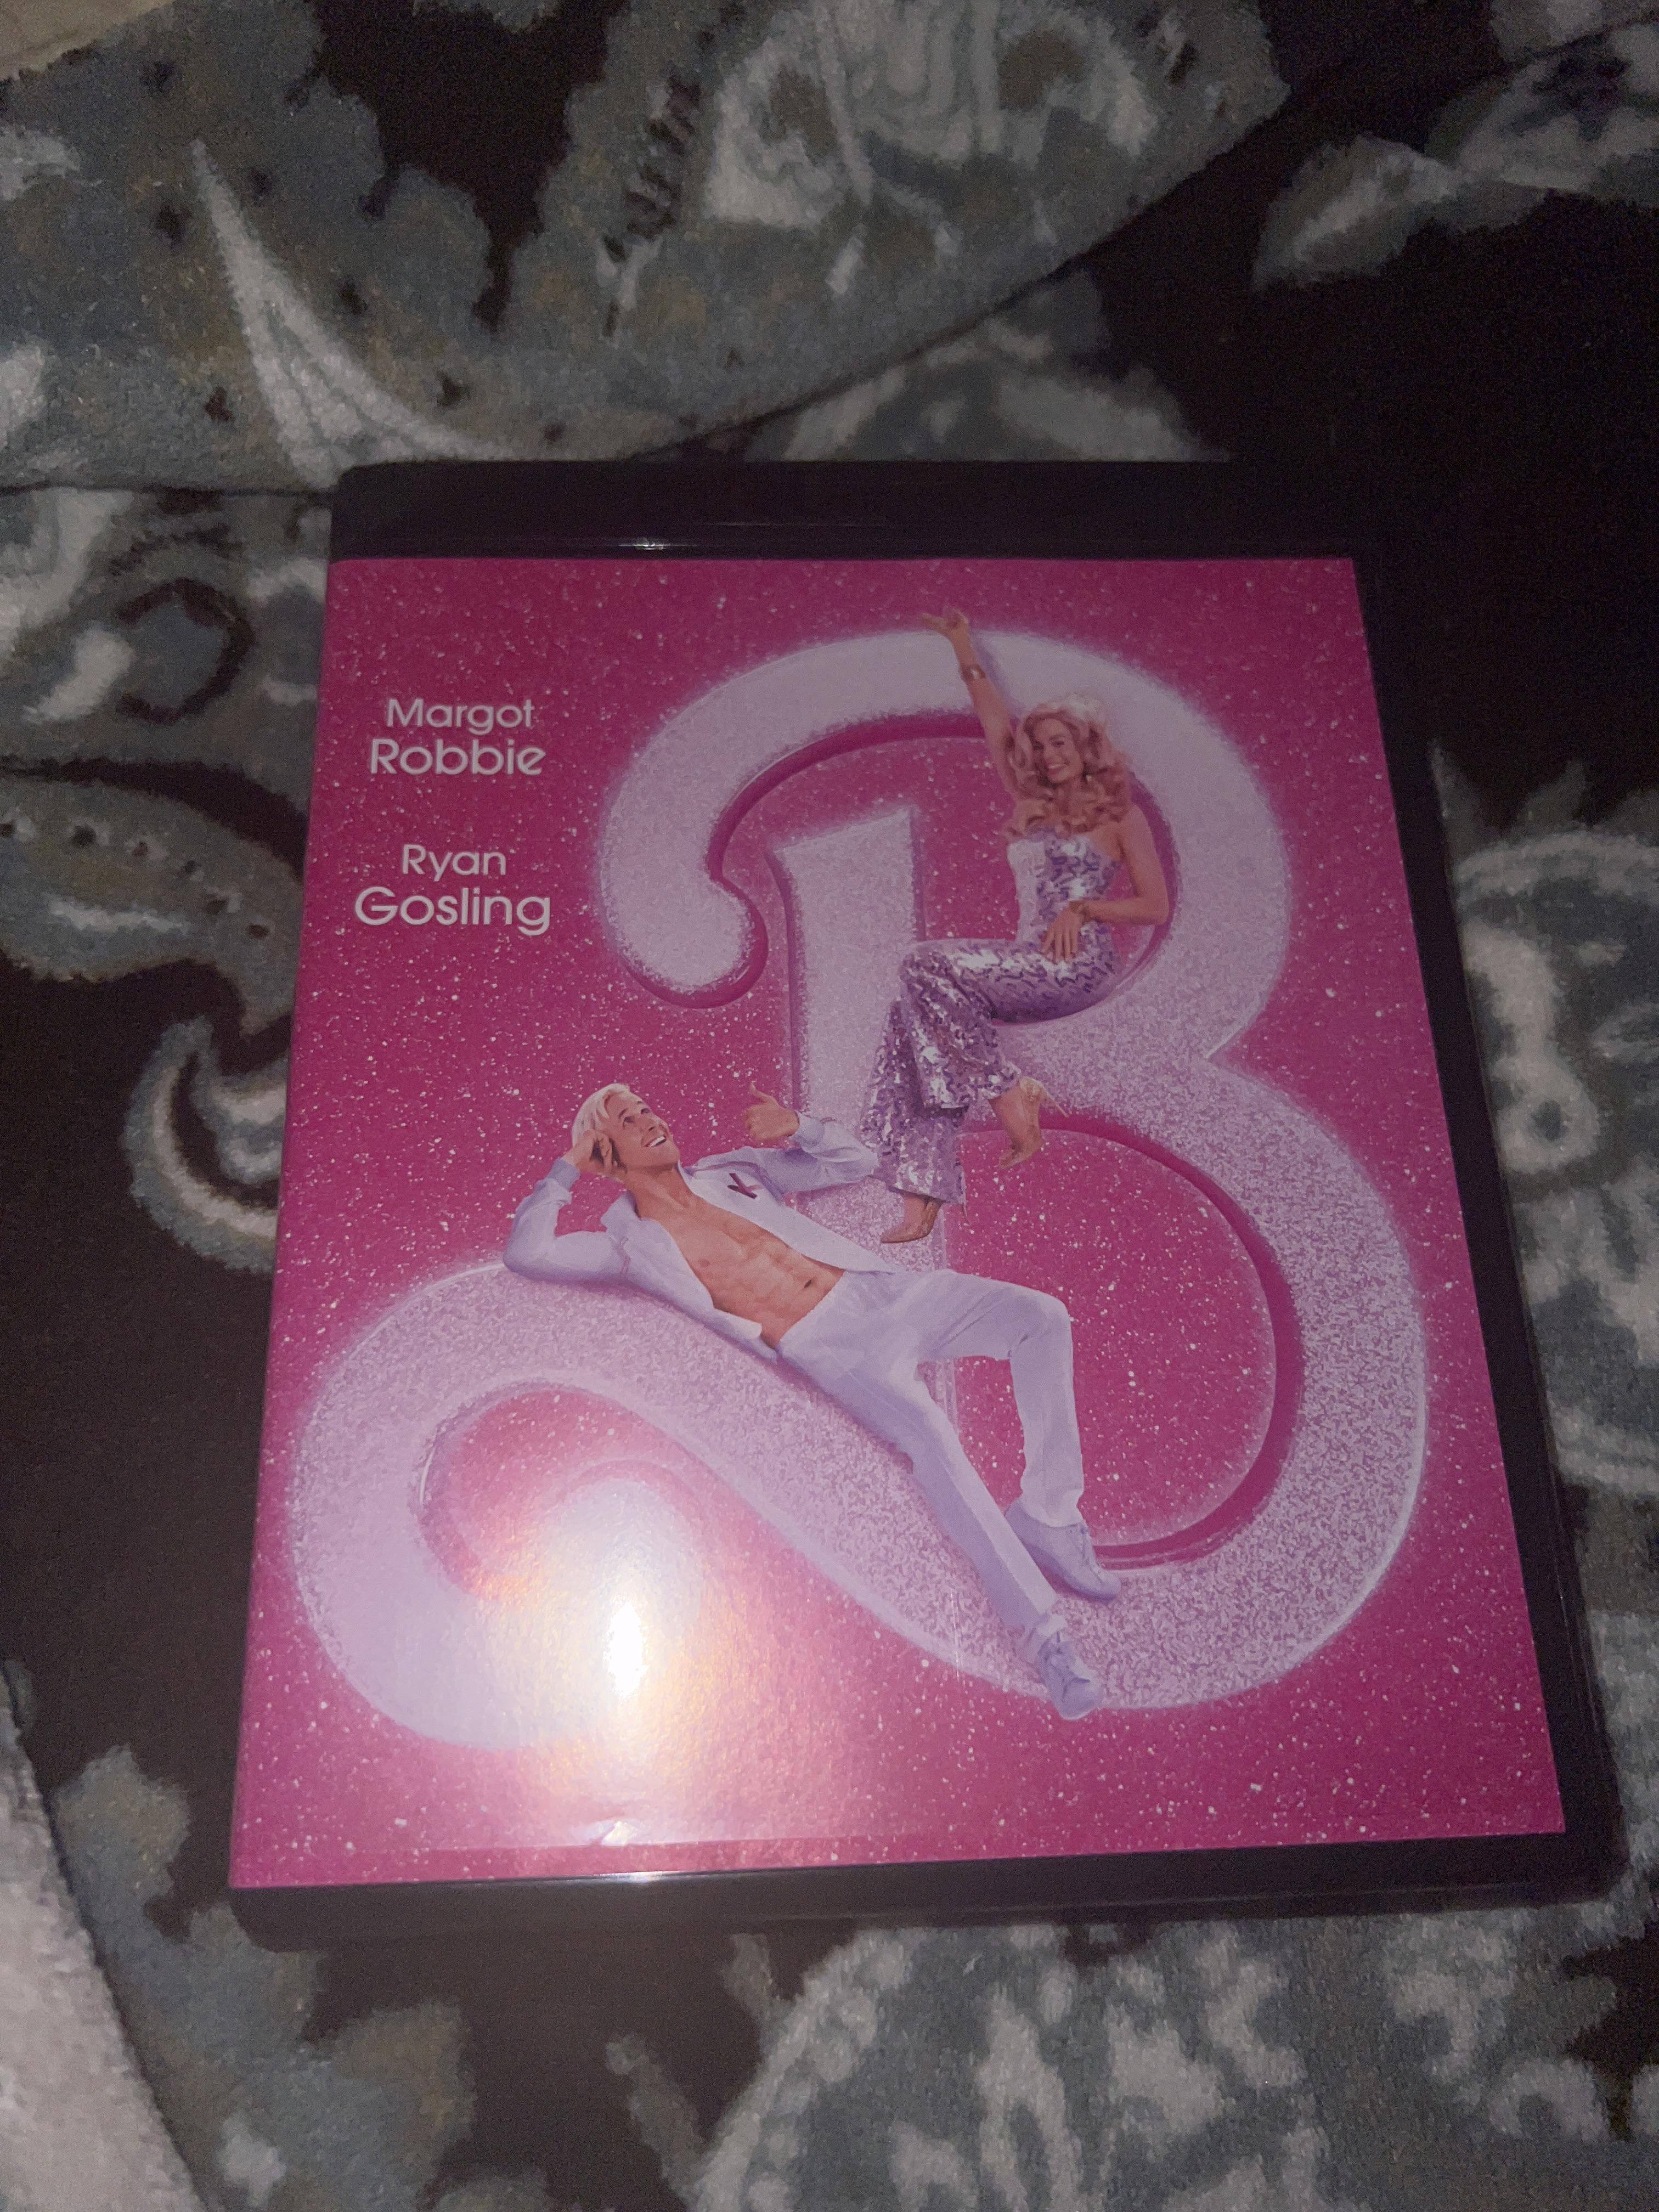 Margot
Robbie
Ryan
Gosling
B